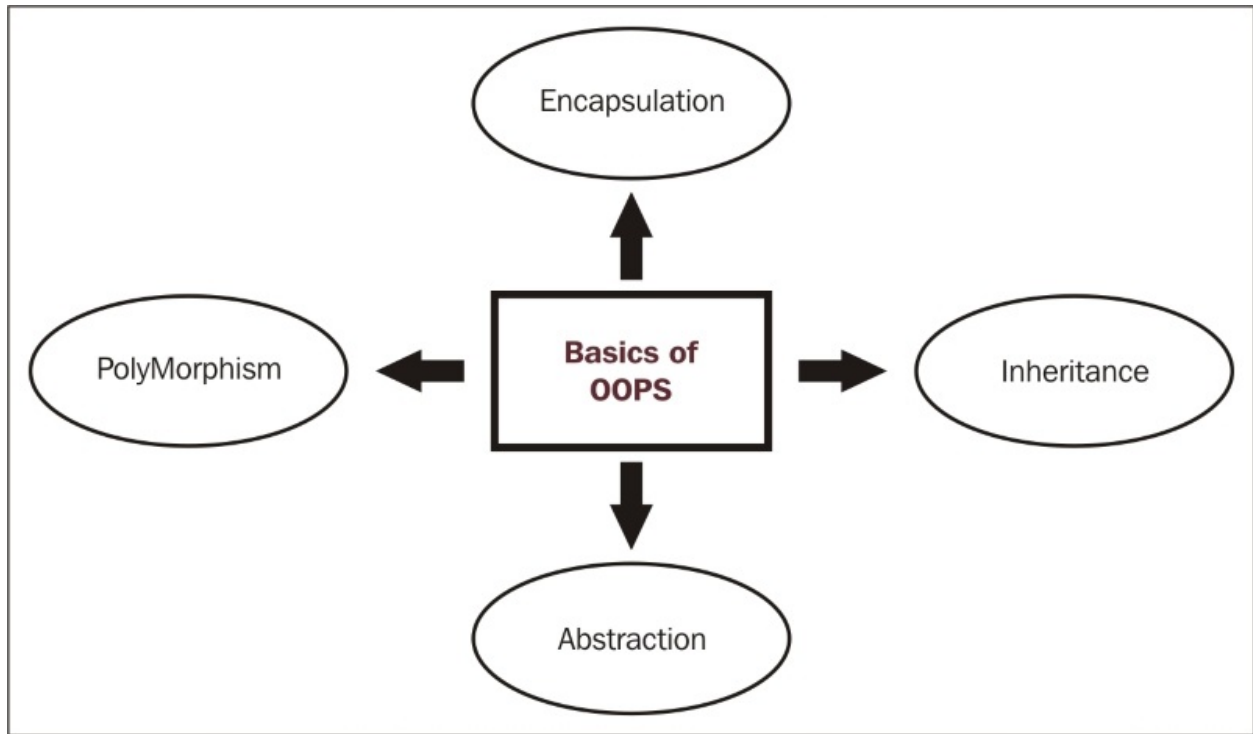 Encapsulation
PolyMorphism
Basics of
OOPS
Inheritance
Abstraction